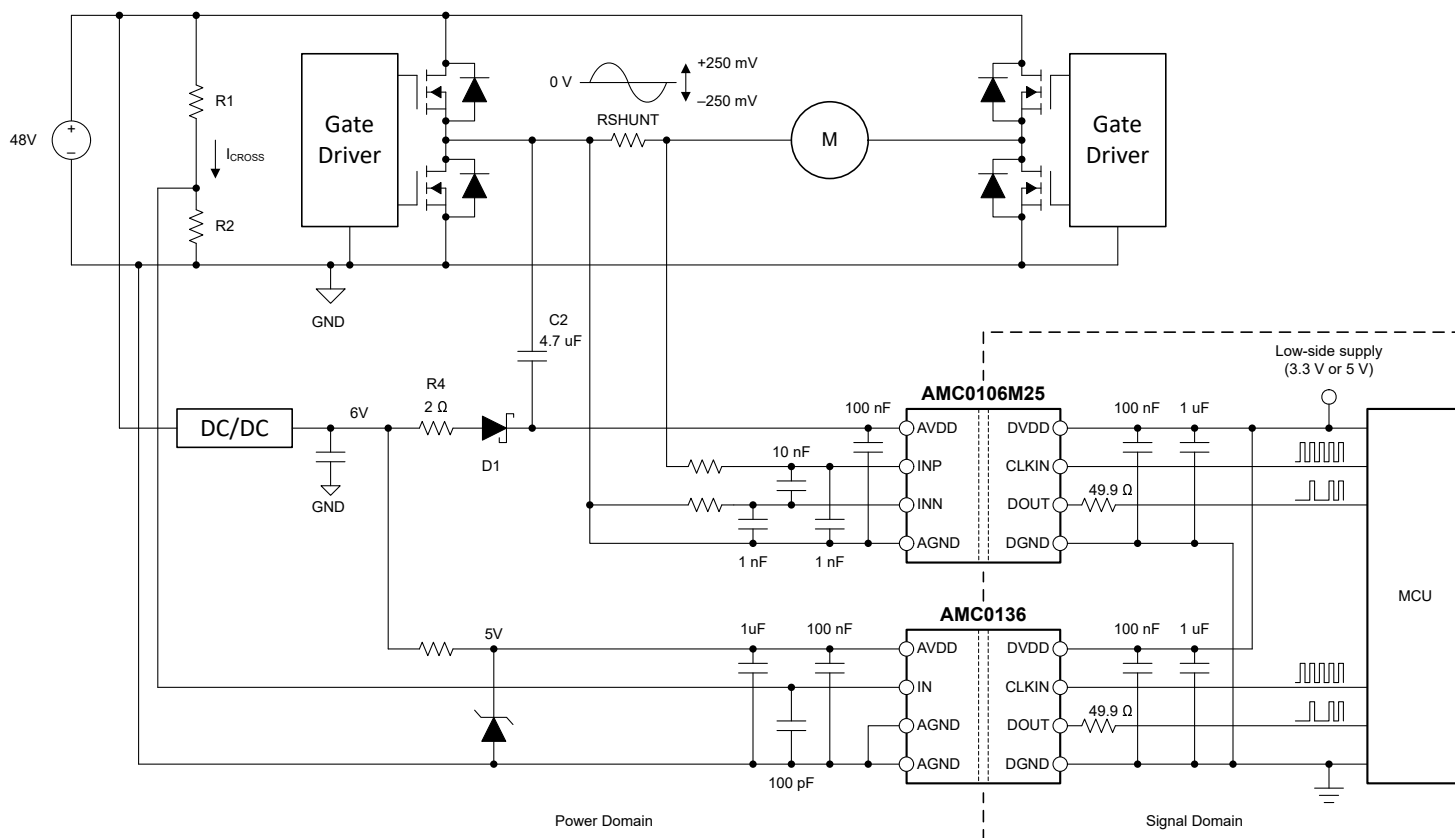 48V
+
–
R1
I_CROSS
R2
Gate
Driver
0 V
+250 mV
–250 mV
RSHUNT
M
Gate
Driver
GND
C2
4.7 uF
R4
2 Ω
DC/DC
6V
D1
GND
100 nF
10 nF
1 nF
1 nF
AMC0106M25
AVDD
INP
INN
AGND
DVDD
CLKIN
DOUT
DGND
100 nF
1 uF
49.9 Ω
Low-side supply
(3.3 V or 5 V)
MCU
5V
1uF
100 nF
100 pF
AMC0136
AVDD
IN
AGND
AGND
DVDD
CLKIN
DOUT
DGND
100 nF
1 uF
49.9 Ω
Power Domain
Signal Domain